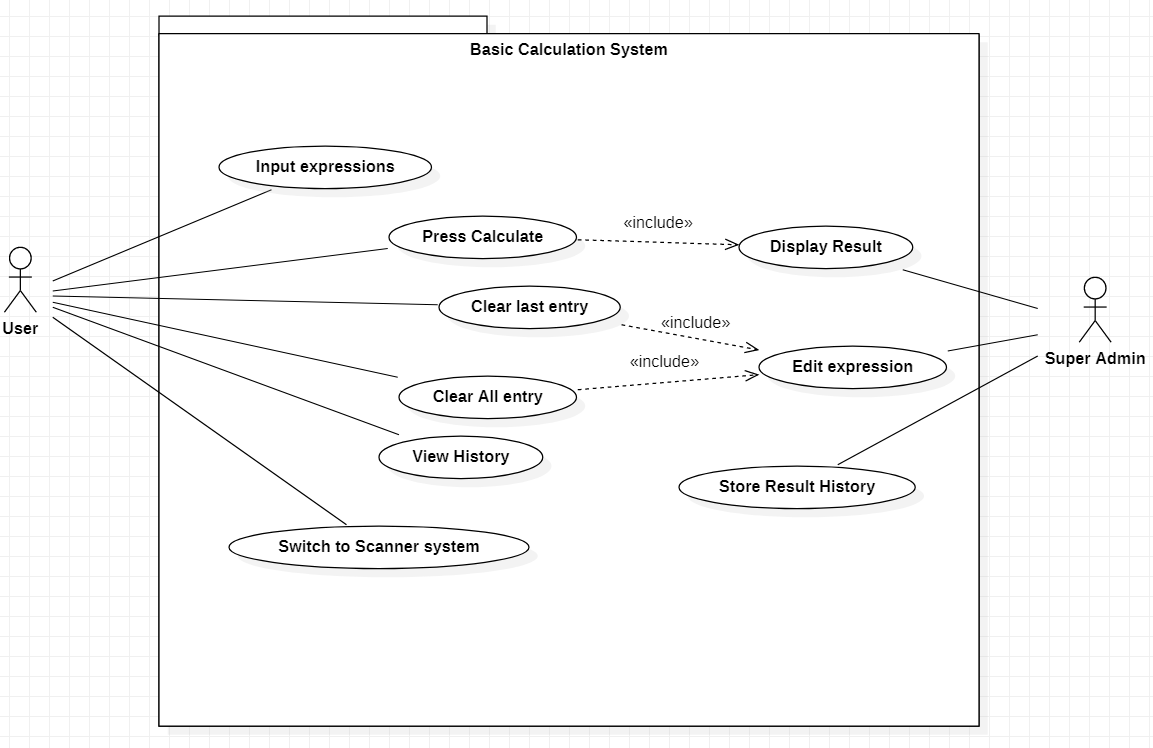 Basic Calculation System
Input expressions
Press Calculate
«include»
Display Result
Clear last entry
«include»
User
Super Admin
«include»
Edit expression
Clear All entry
View History
Store Result History
Switch to Scanner system